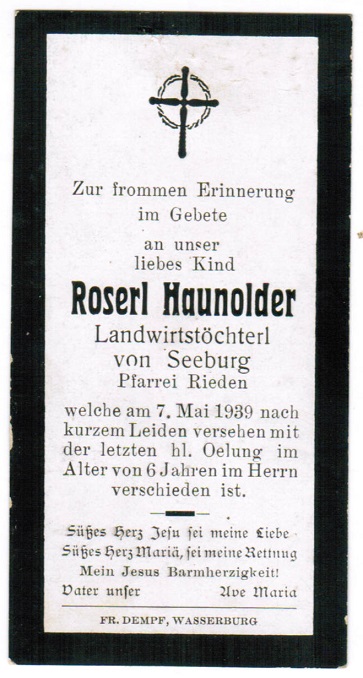 Zur frommen Erinnerung
im Gebete
an unser
liebes Kind
Roserl Haunolder
Landwirtstöchterl
von Seeburg
Pfarrei Rieden
welche am 7. Mai 1939 nach
kurzem Leiden versehen mit
der letzten hl. Oelung im
Alter von 6 Jahren im Herrn
verschieden ist.
Süßes Herz Jesu sei meine Liebe
Süßes Herz Mariä, sei meine Rettung
Mein Jesus Barmherzigkeit!
Vater unser Ave Maria
FR. DEMPF, WASSERBURG